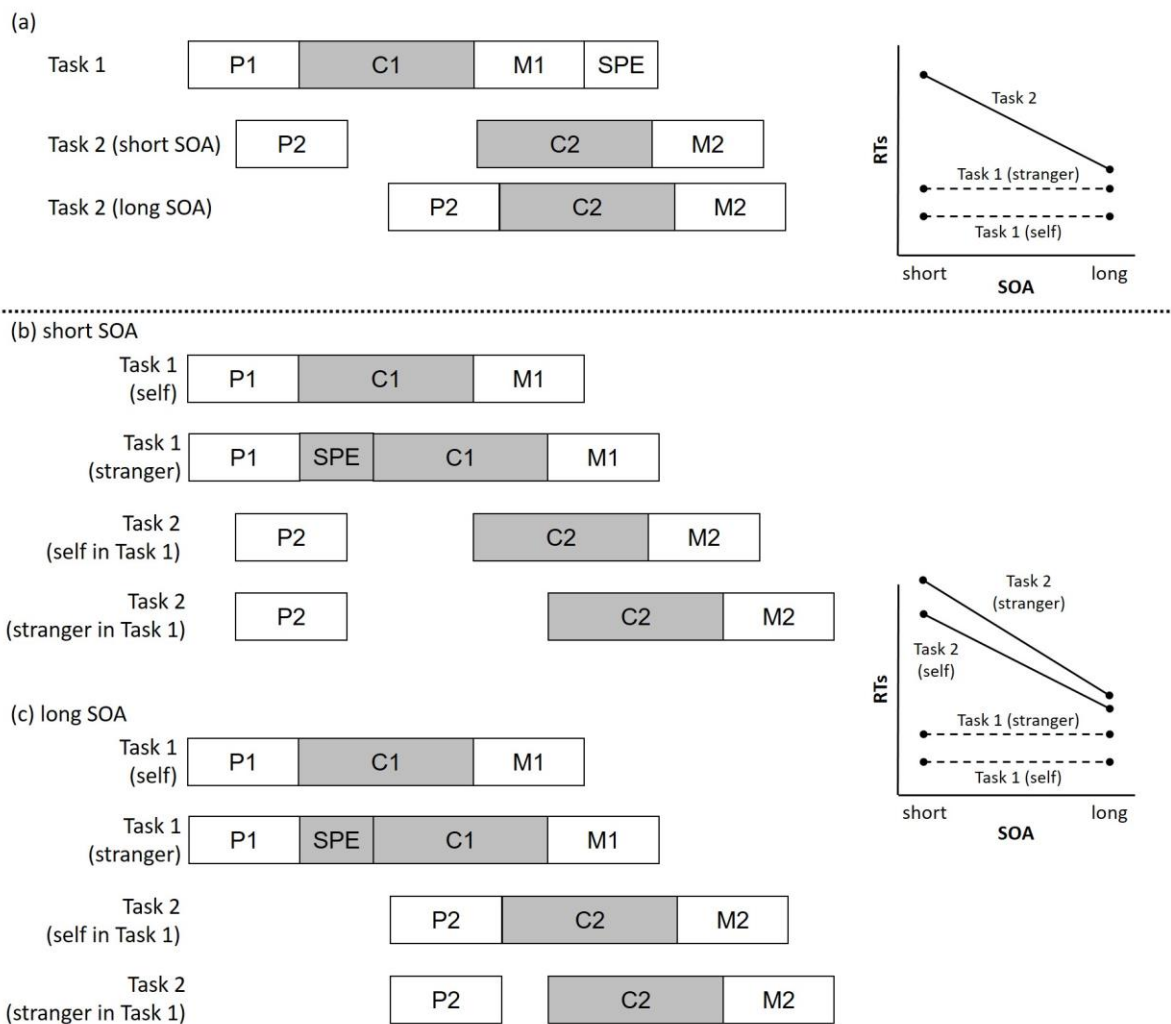 (a)
Task 1
P1 C1 M1 SPE
Task 2 (short SOA)
P2 C2 M2
Task 2 (long SOA)
P2 C2 M2
RTs
Task 2
Task 1 (stranger)
Task 1 (self)
short long
SOA
(b) short SOA
Task 1
(self)
P1 C1 M1
Task 1
(stranger)
P1 SPE C1 M1
Task 2
(self in Task 1)
P2 C2 M2
Task 2
(stranger in Task 1)
P2 C2 M2
(c) long SOA
Task 1
(self)
P1 C1 M1
Task 1
(stranger)
P1 SPE C1 M1
Task 2
(self in Task 1)
P2 C2 M2
Task 2
(stranger in Task 1)
P2 C2 M2
RTs
Task 2
(stranger)
Task 2
(self)
Task 1 (stranger)
Task 1 (self)
short long
SOA